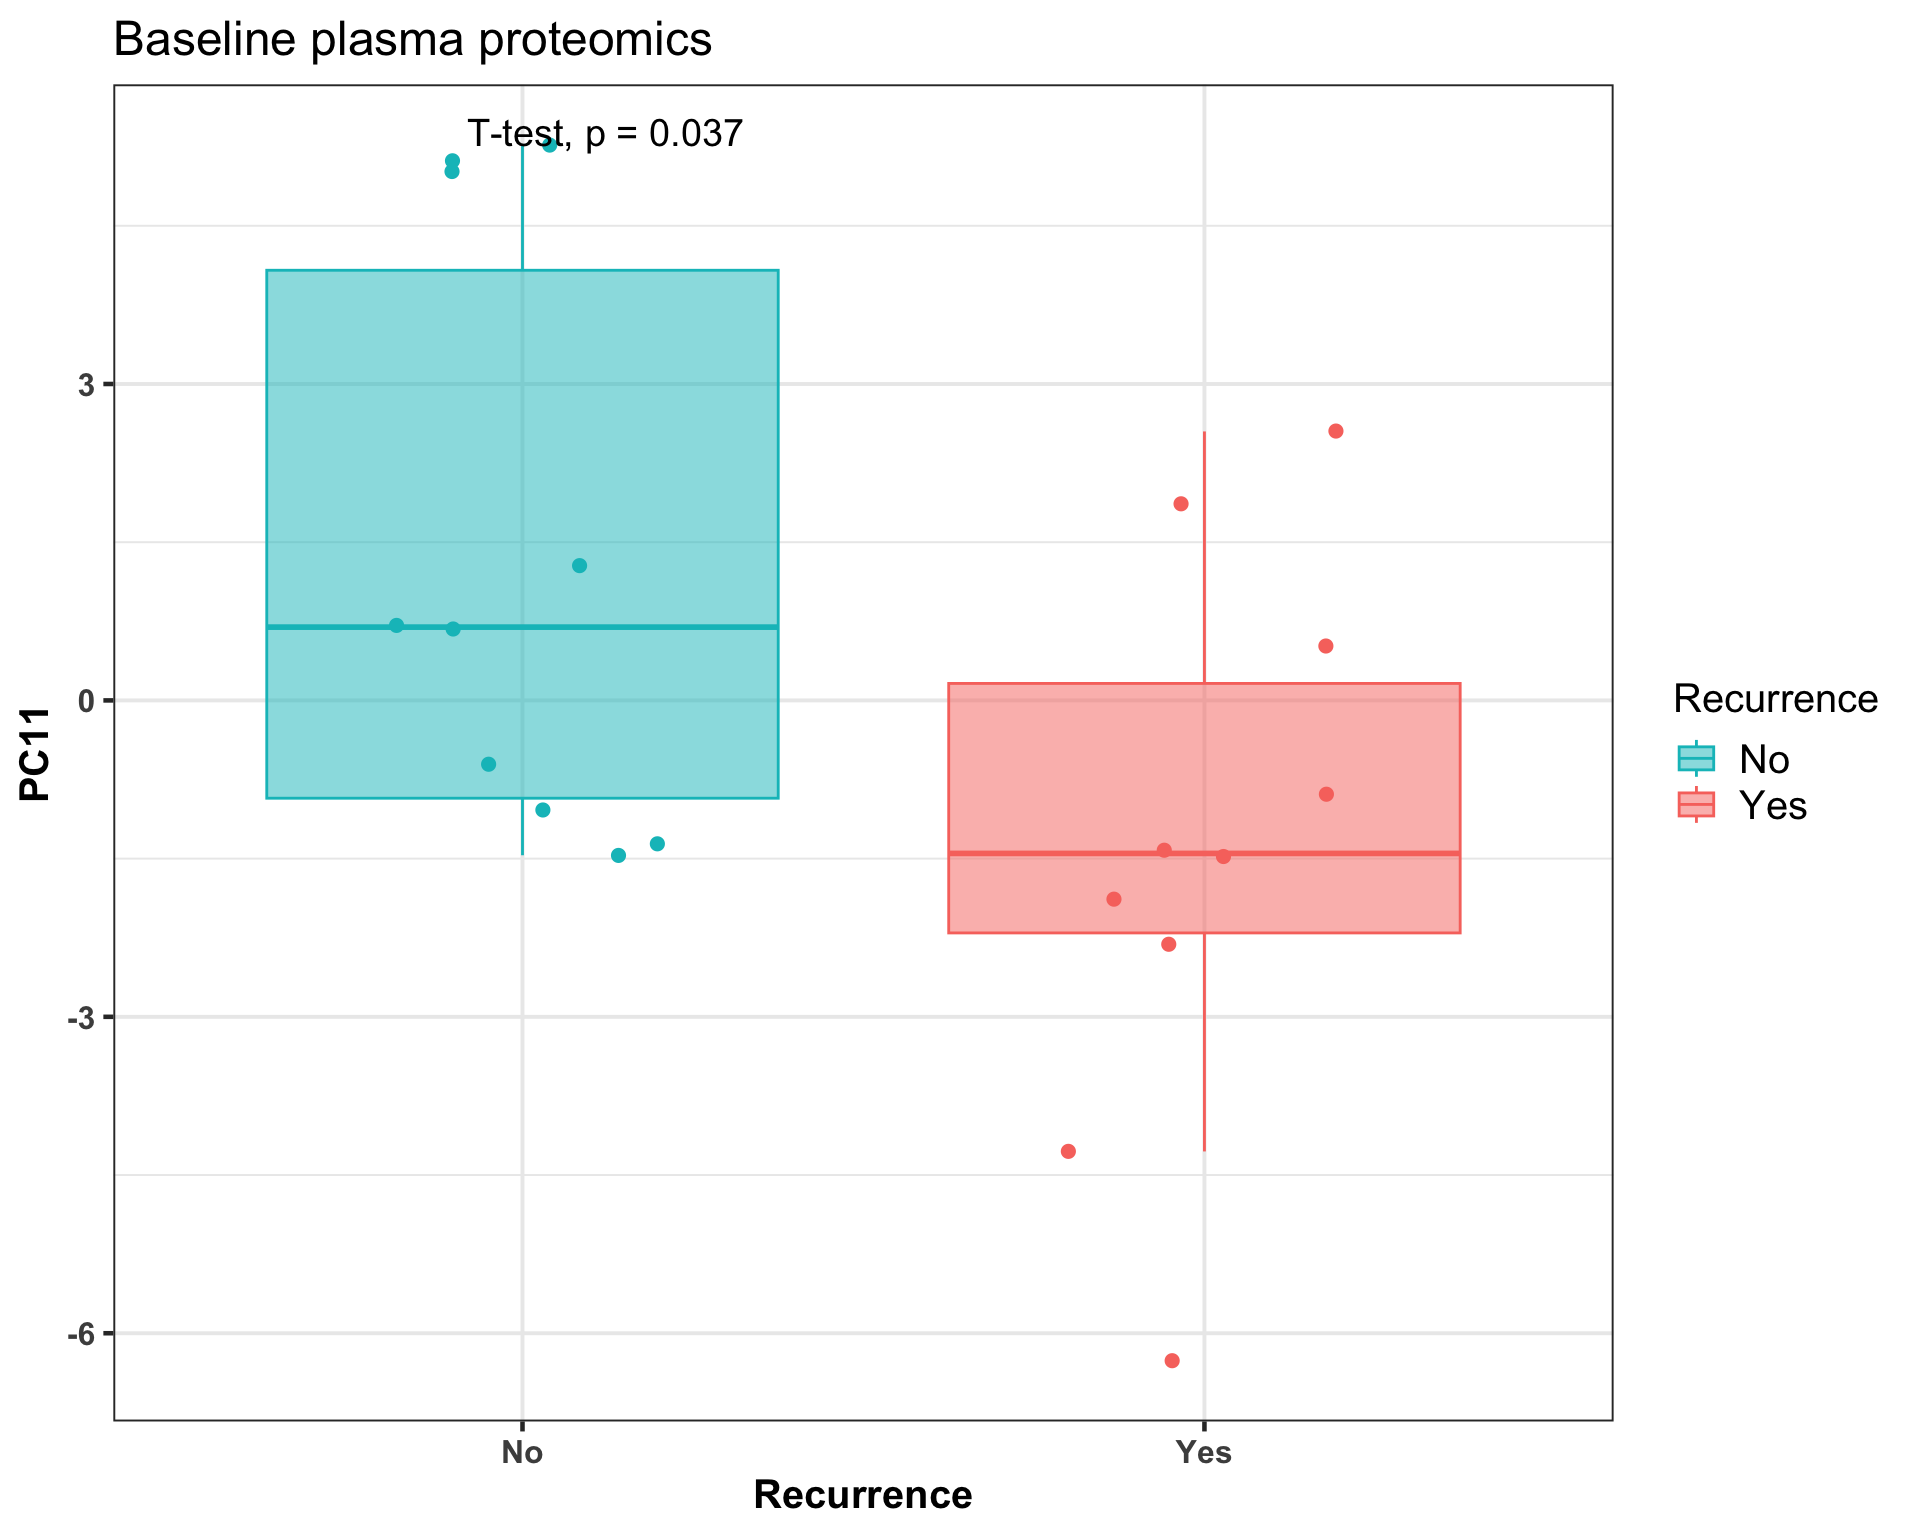 Baseline plasma proteomics
T-test, p = 0.037
3
0
-3
-6
PC11
No
Yes
Recurrence
Recurrence
No
Yes